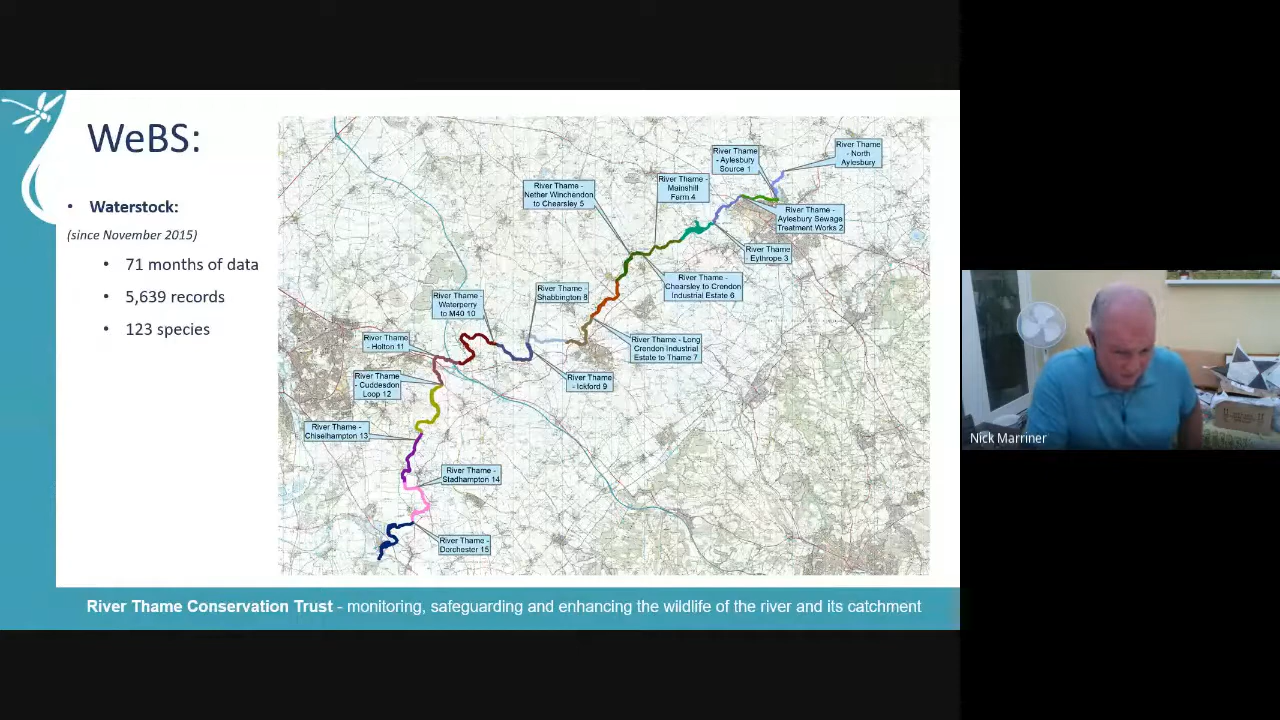 WeBS:
• Waterstock:
(since November 2015)
• 71 months of data
• 5,639 records
• 123 species
River Thame
- North
Aylesbury
River Thame
- Aylesbury
Source 1
River Thame -
Mainshill
Farm 4
River Thame -
Nether Winchendon
to Chearsley 5
River Thame -
Aylesbury Sewage
Treatment Works 2
River Thame
- Eythrope 3
River Thame -
Chearsley to Crendon
Industrial Estate 6
River Thame -
Shabbington 8
River Thame -
Waterperry
to M40 10
River Thame
- Holton 11
River Thame - Long
Crendon Industrial
Estate to Thame 7
River Thame
- Ickford 9
River Thame
- Cuddesdon
Loop 12
River Thame -
Chiselhampton 13
River Thame -
Stadhampton 14
River Thame -
Dorchester 15
River Thame Conservation Trust - monitoring, safeguarding and enhancing the wildlife of the river and its catchment
Nick Marriner